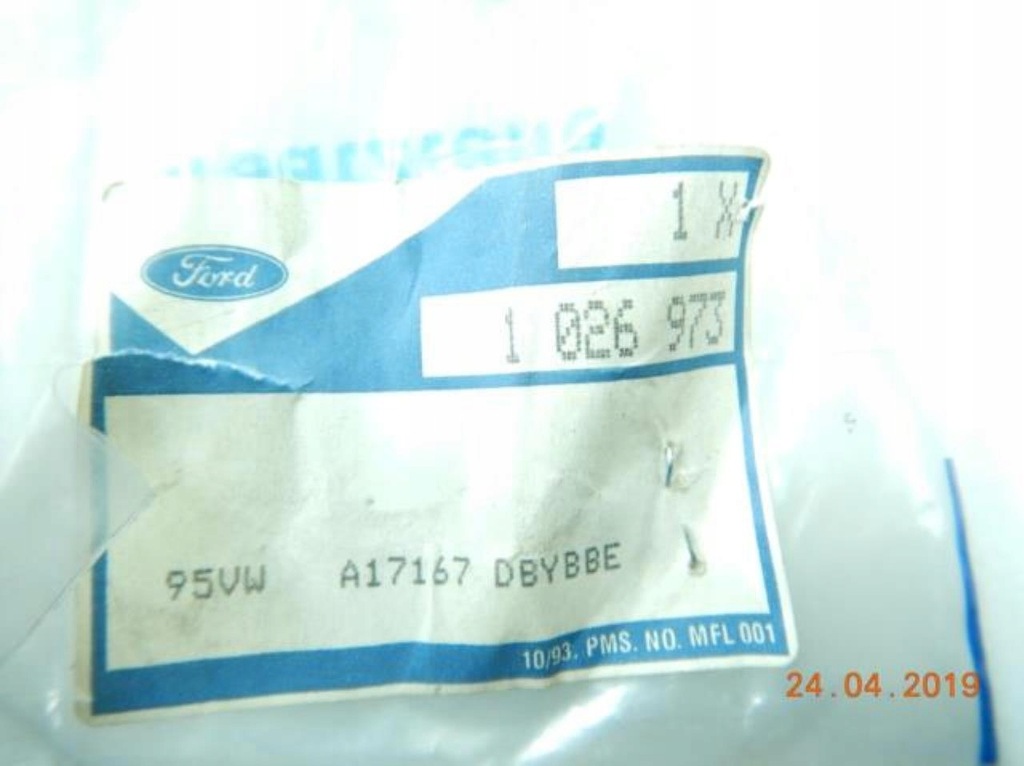 1 X
Ford
1 026 973
95VW A17167 DBYBBE
10/93. PMS. NO. MFL 001
24.04.2019